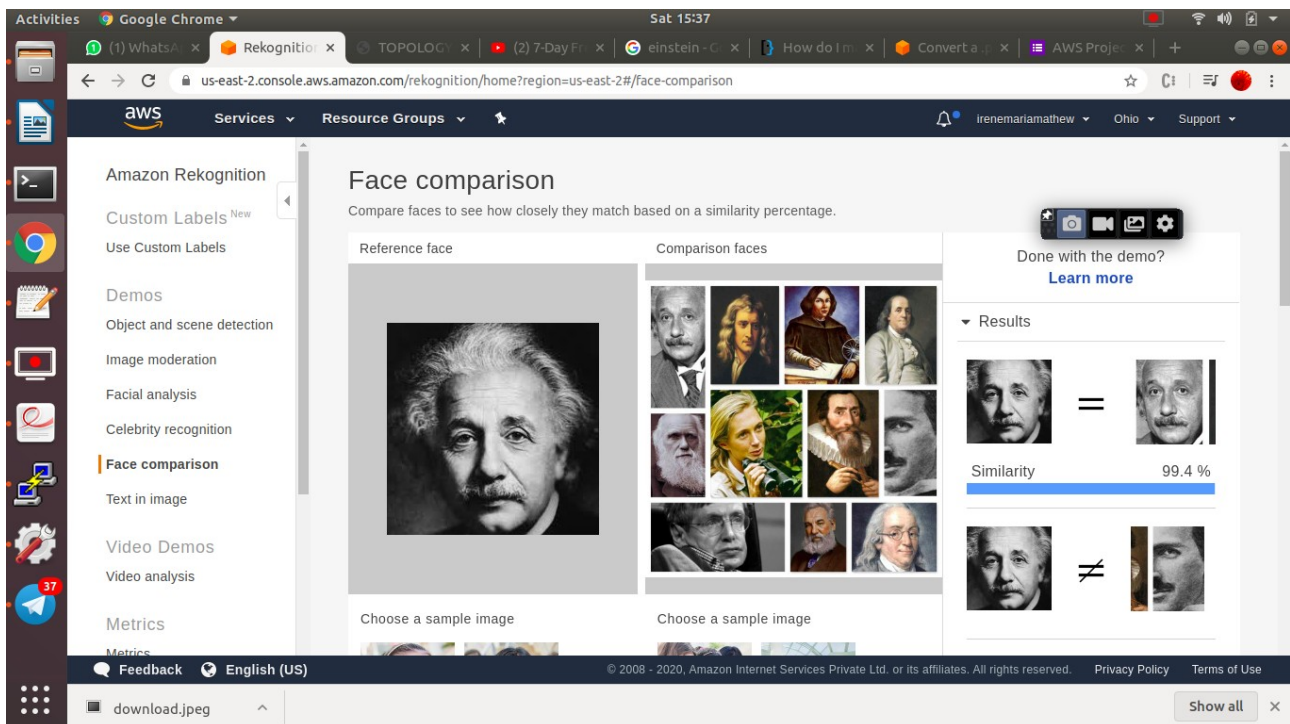 Activities Google Chrome Sat 15:37
(1) WhatsA Rekognition TOPOLOGY (2) 7-Day Fr einstein - G How do I m Convert a .p AWS Projec
us-east-2.console.aws.amazon.com/rekognition/home?region=us-east-2#/face-comparison
aws Services Resource Groups irenemariamathew Ohio Support
Amazon Rekognition
Custom Labels New
Use Custom Labels
Demos
Object and scene detection
Image moderation
Facial analysis
Celebrity recognition
Face comparison
Text in image
Video Demos
Video analysis
Metrics
Metrics
Face comparison
Compare faces to see how closely they match based on a similarity percentage.
Reference face
Comparison faces
Choose a sample image
Choose a sample image
Done with the demo?
Learn more
Results
=
Similarity 99.4 %
≠
37
Feedback English (US) © 2008 - 2020, Amazon Internet Services Private Ltd. or its affiliates. All rights reserved. Privacy Policy Terms of Use
download.jpeg Show all